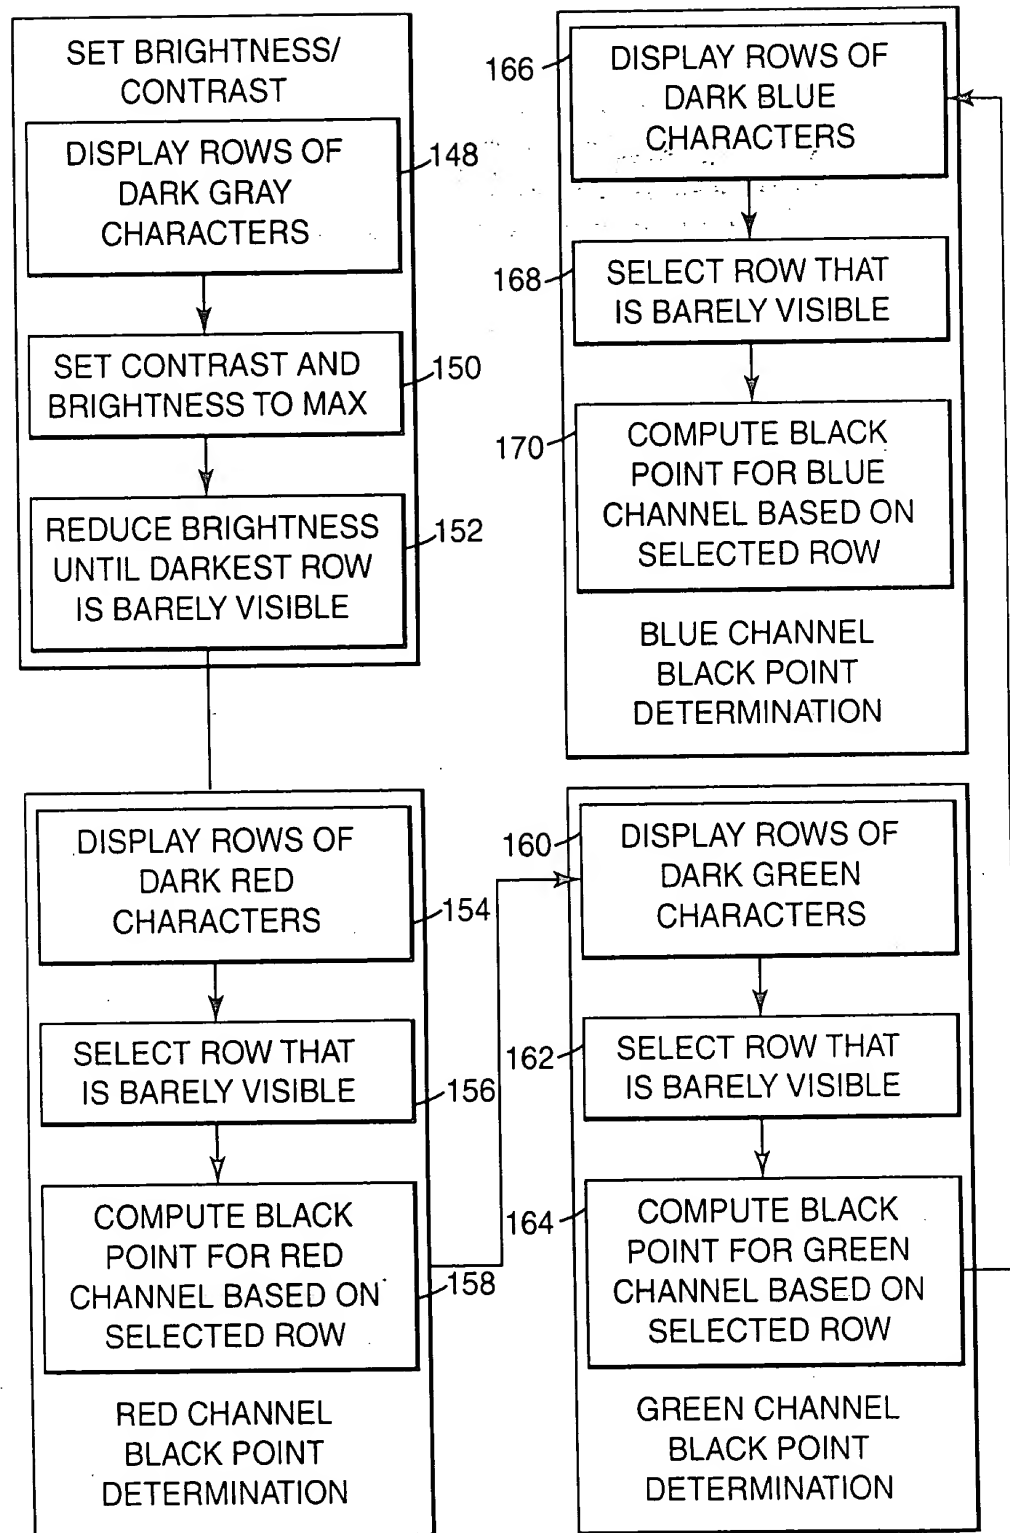 SET BRIGHTNESS/
CONTRAST
DISPLAY ROWS OF
DARK GRAY
CHARACTERS
148
SET CONTRAST AND
BRIGHTNESS TO MAX
150
REDUCE BRIGHTNESS
UNTIL DARKEST ROW
IS BARELY VISIBLE
152
DISPLAY ROWS OF
DARK RED
CHARACTERS
154
SELECT ROW THAT
IS BARELY VISIBLE
156
COMPUTE BLACK
POINT FOR RED
CHANNEL BASED ON
SELECTED ROW
158
RED CHANNEL
BLACK POINT
DETERMINATION
160
DISPLAY ROWS OF
DARK GREEN
CHARACTERS
162
SELECT ROW THAT
IS BARELY VISIBLE
164
COMPUTE BLACK
POINT FOR GREEN
CHANNEL BASED ON
SELECTED ROW
GREEN CHANNEL
BLACK POINT
DETERMINATION
166
DISPLAY ROWS OF
DARK BLUE
CHARACTERS
168
SELECT ROW THAT
IS BARELY VISIBLE
170
COMPUTE BLACK
POINT FOR BLUE
CHANNEL BASED ON
SELECTED ROW
BLUE CHANNEL
BLACK POINT
DETERMINATION